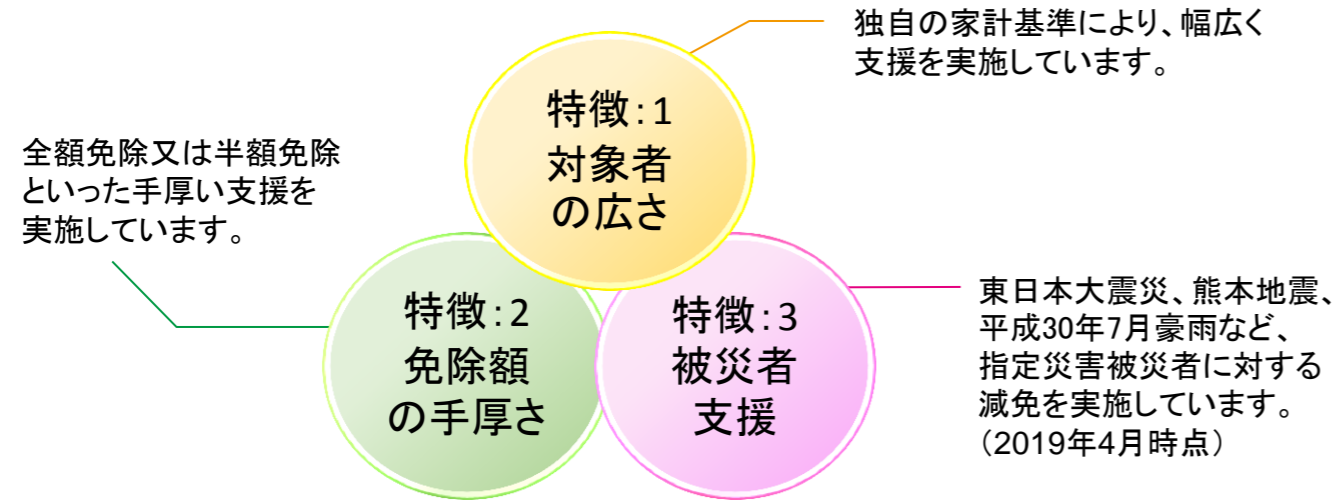 独自の家計基準により、幅広く
支援を実施しています。
特徴:1
対象者
の広さ
全額免除又は半額免除
といった手厚い支援を
実施しています。
特徴:2
免除額
の手厚さ
特徴:3
被災者
支援
東日本大震災、熊本地震、
平成30年7月豪雨など、
指定災害被災者に対する
減免を実施しています。
（2019年4月時点）